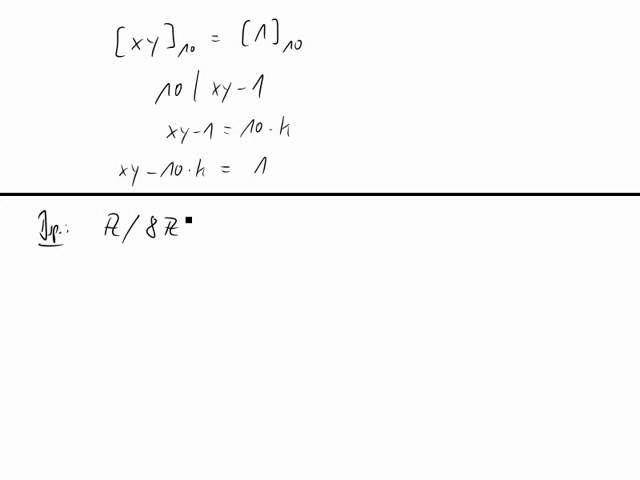 [xy]₁₀ = [1]₁₀
10 | xy - 1
xy - 1 = 10 · k
xy - 10 · k = 1
Bsp.: ℤ/8ℤ